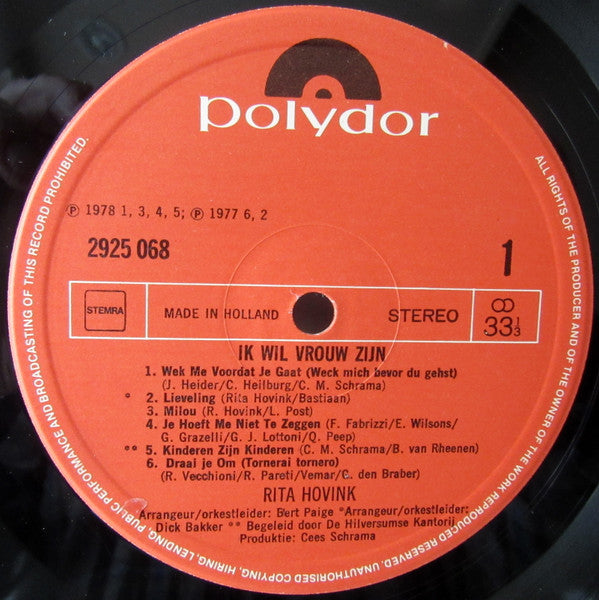 polydor
℗ 1978 1, 3, 4, 5; ℗ 1977 6, 2
2925 068
1
STEMRA
MADE IN HOLLAND
STEREO
33⅓
IK WIL VROUW ZIJN
1. Wek Me Voordat Je Gaat (Weck mich bevor du gehst)
(J. Heider/C. Heilburg/C. M. Schrama)
* 2. Lieveling (Rita Hovink/Bastiaan)
3. Milou (R. Hovink/L. Post)
4. Je Hoeft Me Niet Te Zeggen (F. Fabrizzi/E. Wilsons/
G. Grazelli/G. J. Lottoni/Q. Peep)
** 5. Kinderen Zijn Kinderen (C. M. Schrama/B. van Rheenen)
6. Draai je Om (Tornerai tornero)
(R. Vecchioni/R. Pareti/Vemar/C. den Braber)
RITA HOVINK
Arrangeur/orkestleider: Bert Paige *Arrangeur/orkestleider:
Dick Bakker ** Begeleid door De Hilversumse Kantorij
Produktie: Cees Schrama
ALL RIGHTS OF THE PRODUCER AND OF THE OWNER OF THE WORK REPRODUCED RESERVED. UNAUTHORISED COPYING, HIRING, LENDING, PUBLIC PERFORMANCE AND BROADCASTING OF THIS RECORD PROHIBITED.